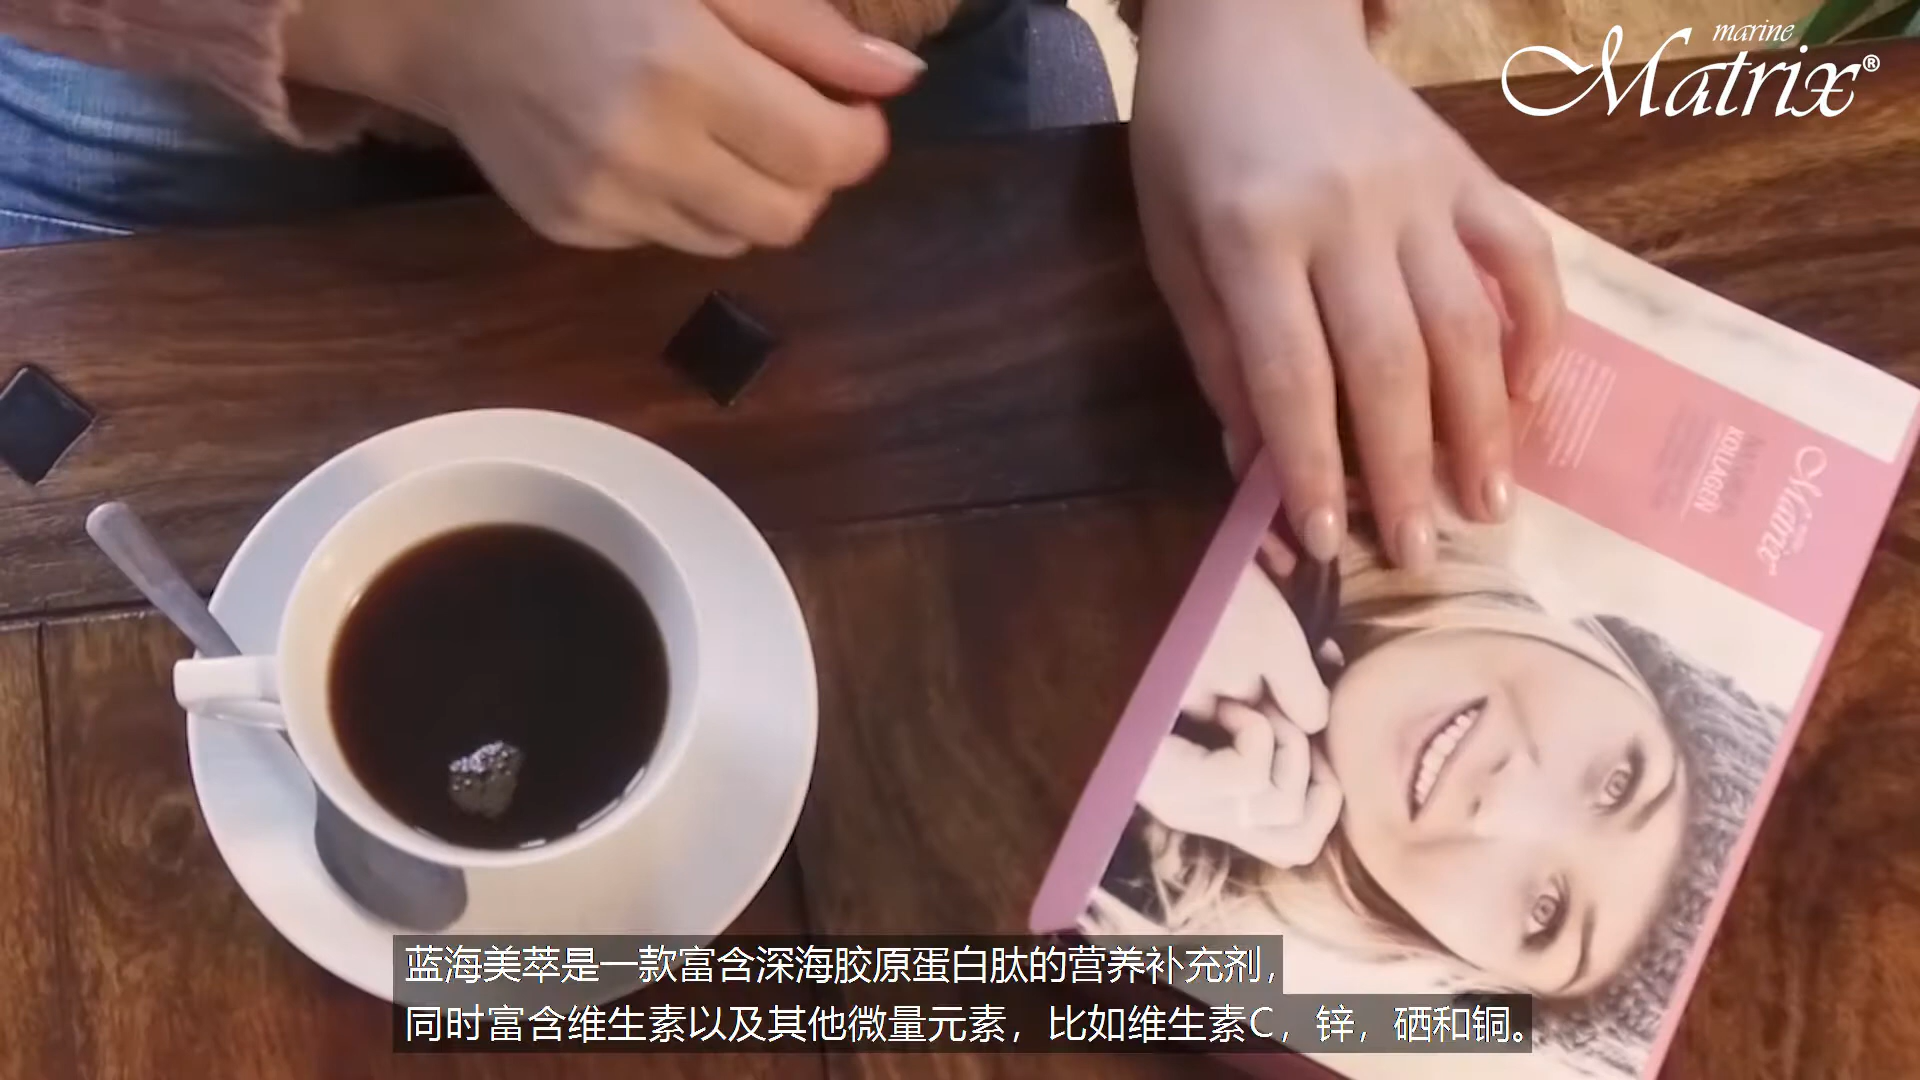 marine
Matrix®
KOLLAGEN
Matrix
蓝海美萃是一款富含深海胶原蛋白肽的营养补充剂，
同时富含维生素以及其他微量元素，比如维生素C，锌，硒和铜。